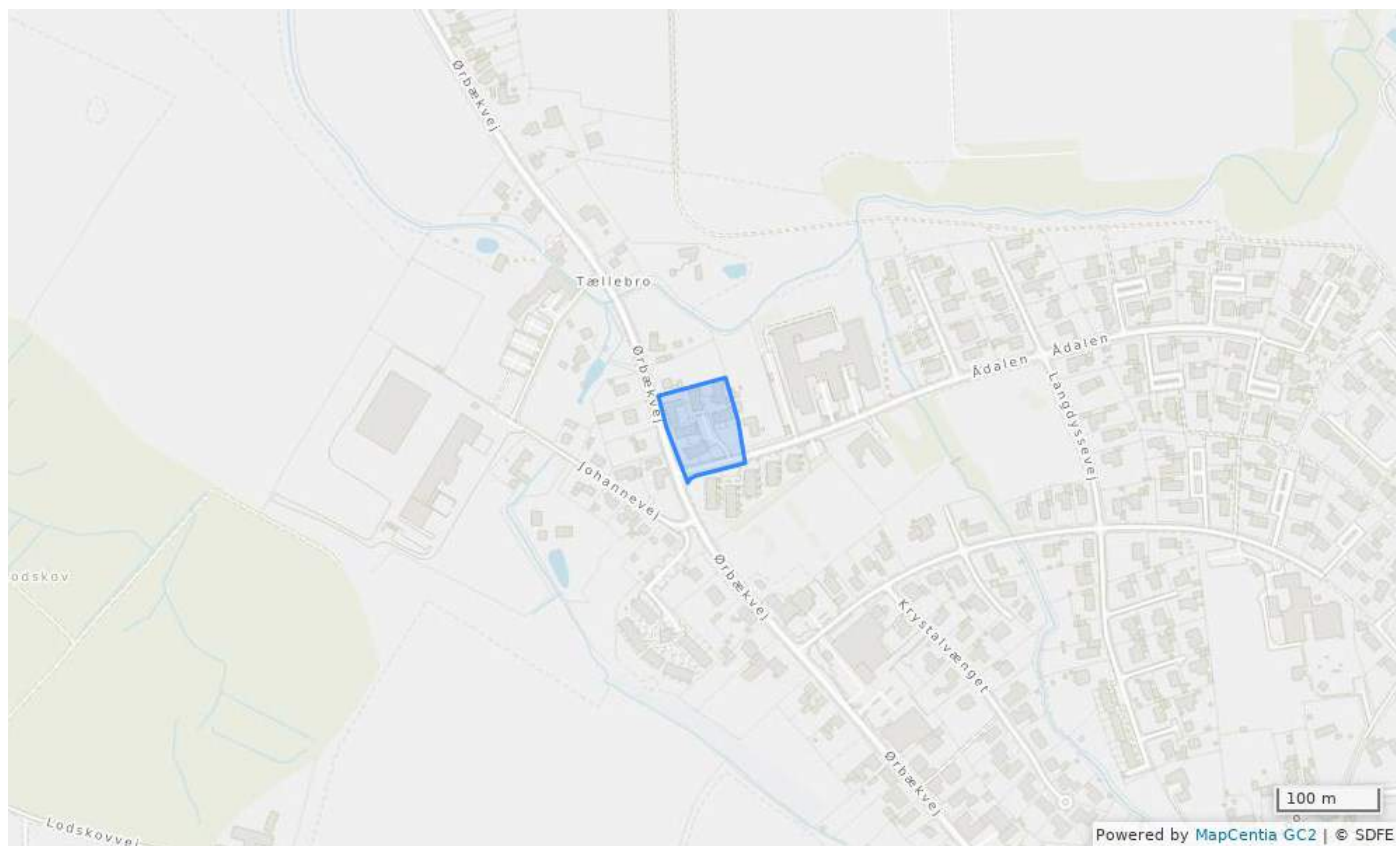 Ørbækvej
Tællebro
Ørbækvej
Ådalen
Ådalen
Langdyssevej
Johannevej
Ørbækvej
Krystalvænget
odskov
Ørbækvej
Lodskovvej
100 m
Powered by MapCentia GC2 | © SDFE